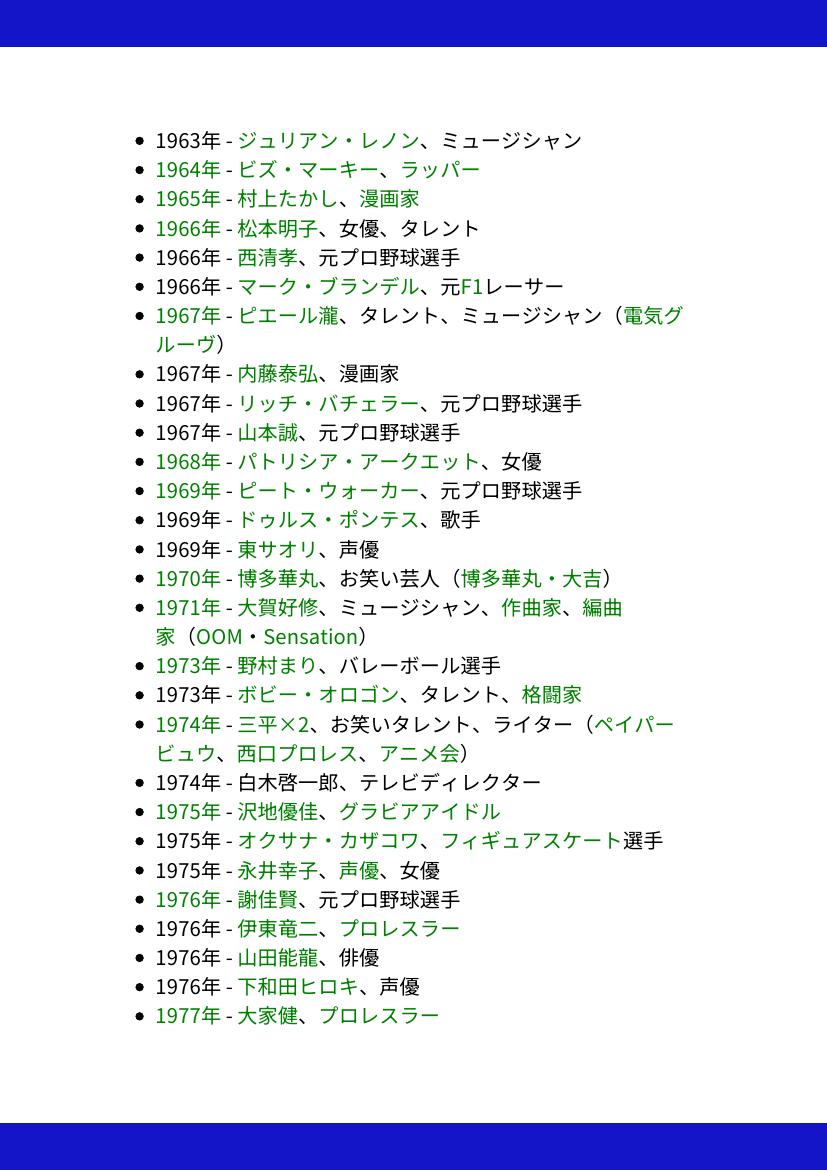 • 1963年 - ジュリアン・レノン、ミュージシャン
• 1964年 - ビズ・マーキー、ラッパー
• 1965年 - 村上たかし、漫画家
• 1966年 - 松本明子、女優、タレント
• 1966年 - 西清孝、元プロ野球選手
• 1966年 - マーク・ブランデル、元F1レーサー
• 1967年 - ピエール瀧、タレント、ミュージシャン（電気グ
ルーヴ）
• 1967年 - 内藤泰弘、漫画家
• 1967年 - リッチ・バチェラー、元プロ野球選手
• 1967年 - 山本誠、元プロ野球選手
• 1968年 - パトリシア・アークエット、女優
• 1969年 - ピート・ウォーカー、元プロ野球選手
• 1969年 - ドゥルス・ポンテス、歌手
• 1969年 - 東サオリ、声優
• 1970年 - 博多華丸、お笑い芸人（博多華丸・大吉）
• 1971年 - 大賀好修、ミュージシャン、作曲家、編曲
家（OOM・Sensation）
• 1973年 - 野村まり、バレーボール選手
• 1973年 - ボビー・オロゴン、タレント、格闘家
• 1974年 - 三平×2、お笑いタレント、ライター（ペイパー
ビュウ、西口プロレス、アニメ会）
• 1974年 - 白木啓一郎、テレビディレクター
• 1975年 - 沢地優佳、グラビアアイドル
• 1975年 - オクサナ・カザコワ、フィギュアスケート選手
• 1975年 - 永井幸子、声優、女優
• 1976年 - 謝佳賢、元プロ野球選手
• 1976年 - 伊東竜二、プロレスラー
• 1976年 - 山田能龍、俳優
• 1976年 - 下和田ヒロキ、声優
• 1977年 - 大家健、プロレスラー